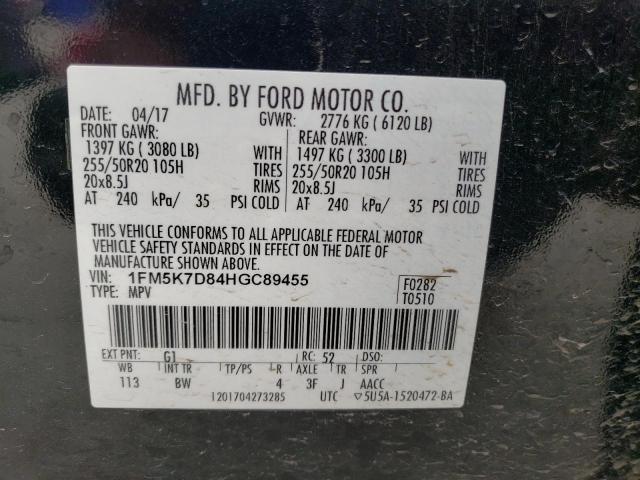 MFD. BY FORD MOTOR CO.
DATE: 04/17 GVWR: 2776 KG ( 6120 LB)
FRONT GAWR: REAR GAWR:
1397 KG ( 3080 LB) WITH 1497 KG ( 3300 LB) WITH
255/50R20 105H TIRES 255/50R20 105H TIRES
20x8.5J RIMS 20x8.5J RIMS
AT 240 kPa/ 35 PSI COLD AT 240 kPa/ 35 PSI COLD
THIS VEHICLE CONFORMS TO ALL APPLICABLE FEDERAL MOTOR
VEHICLE SAFETY STANDARDS IN EFFECT ON THE DATE OF
MANUFACTURE SHOWN ABOVE.
VIN: 1FM5K7D84HGC89455 F0282
TYPE: MPV T0510
EXT PNT: G1 RC: 52 DSO:
WB INT TR TP/PS R AXLE TR SPR
113 BW 4 3F J AACC
1201704273285 UTC ▽5U5A-1520472-BA